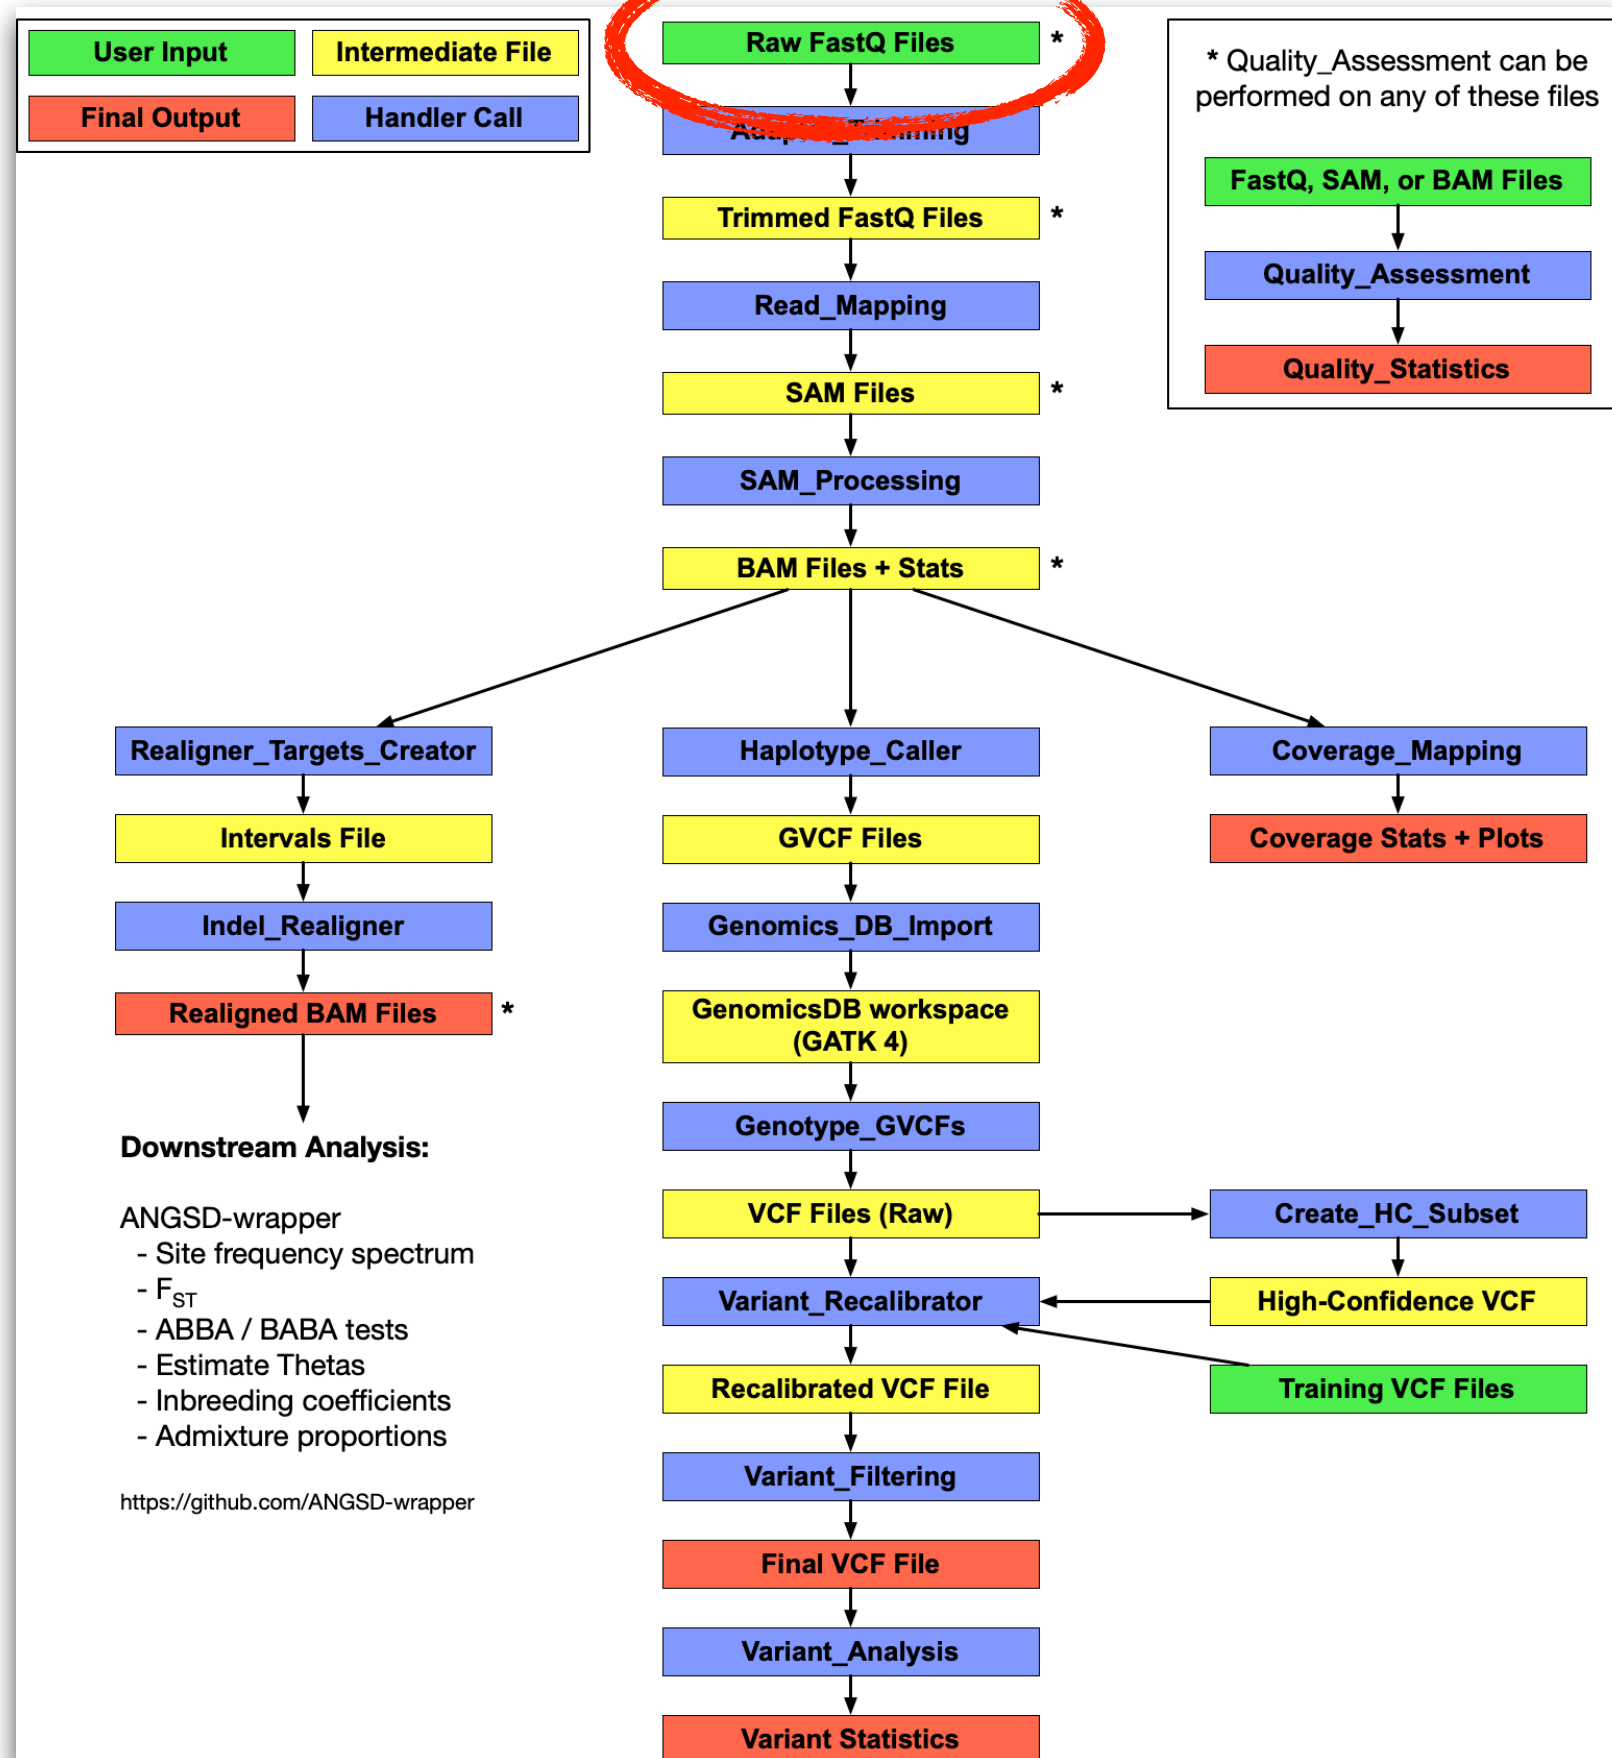 User Input
Intermediate File
Final Output
Handler Call
Raw FastQ Files *
Trimmed FastQ Files *
Read_Mapping
SAM Files *
SAM_Processing
BAM Files + Stats *
* Quality_Assessment can be
performed on any of these files
FastQ, SAM, or BAM Files
Quality_Assessment
Quality_Statistics
Realigner_Targets_Creator
Intervals File
Indel_Realigner
Realigned BAM Files *
Downstream Analysis:
ANGSD-wrapper
- Site frequency spectrum
- FST
- ABBA / BABA tests
- Estimate Thetas
- Inbreeding coefficients
- Admixture proportions
https://github.com/ANGSD-wrapper
Haplotype_Caller
GVCF Files
Genomics_DB_Import
GenomicsDB workspace
(GATK 4)
Genotype_GVCFs
VCF Files (Raw)
Variant_Recalibrator
Recalibrated VCF File
Variant_Filtering
Final VCF File
Variant_Analysis
Variant Statistics
Coverage_Mapping
Coverage Stats + Plots
Create_HC_Subset
High-Confidence VCF
Training VCF Files